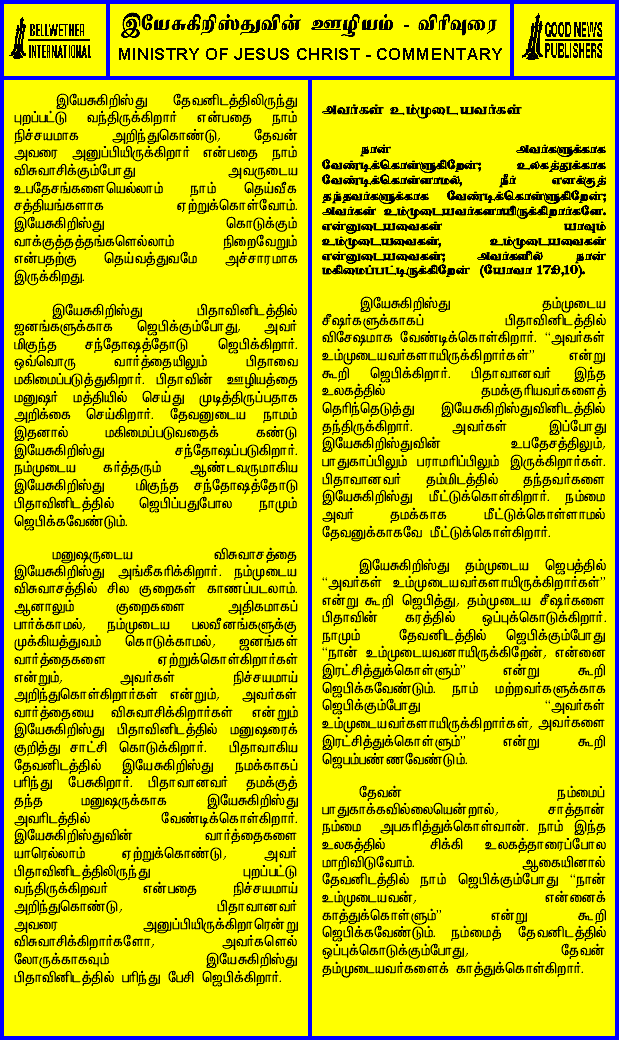 BELLWETHER
INTERNATIONAL
இயேசுகிறிஸ்துவின் ஊழியம் - விரிவுரை
MINISTRY OF JESUS CHRIST - COMMENTARY
GOOD NEWS
PUBLISHERS
இயேசுகிறிஸ்து தேவனிடத்திலிருந்து
புறப்பட்டு வந்திருக்கிறார் என்பதை நாம்
நிச்சயமாக அறிந்துகொண்டு, தேவன்
அவரை அனுப்பியிருக்கிறார் என்பதை நாம்
விசுவாசிக்கும்போது அவருடைய
உபதேசங்களையெல்லாம் நாம் தெய்வீக
சத்தியங்களாக ஏற்றுக்கொள்வோம்.
இயேசுகிறிஸ்து கொடுக்கும்
வாக்குத்தத்தங்களெல்லாம் நிறைவேறும்
என்பதற்கு தெய்வத்துவமே அச்சாரமாக
இருக்கிறது.
இயேசுகிறிஸ்து பிதாவினிடத்தில்
ஜனங்களுக்காக ஜெபிக்கும்போது, அவர்
மிகுந்த சந்தோஷத்தோடு ஜெபிக்கிறார்.
ஒவ்வொரு வார்த்தையிலும் பிதாவை
மகிமைப்படுத்துகிறார். பிதாவின் ஊழியத்தை
மனுஷர் மத்தியில் செய்து முடித்திருப்பதாக
அறிக்கை செய்கிறார். தேவனுடைய நாமம்
இதனால் மகிமைப்படுவதைக் கண்டு
இயேசுகிறிஸ்து சந்தோஷப்படுகிறார்.
நம்முடைய கர்த்தரும் ஆண்டவருமாகிய
இயேசுகிறிஸ்து மிகுந்த சந்தோஷத்தோடு
பிதாவினிடத்தில் ஜெபிப்பதுபோல நாமும்
ஜெபிக்கவேண்டும்.
மனுஷருடைய விசுவாசத்தை
இயேசுகிறிஸ்து அங்கீகரிக்கிறார். நம்முடைய
விசுவாசத்தில் சில குறைகள் காணப்படலாம்.
ஆனாலும் குறைகளை அதிகமாகப்
பார்க்காமல், நம்முடைய பலவீனங்களுக்கு
முக்கியத்துவம் கொடுக்காமல், ஜனங்கள்
வார்த்தைகளை ஏற்றுக்கொள்கிறார்கள்
என்றும், அவர்கள் நிச்சயமாய்
அறிந்துகொள்கிறார்கள் என்றும், அவர்கள்
வார்த்தையை விசுவாசிக்கிறார்கள் என்றும்
இயேசுகிறிஸ்து பிதாவினிடத்தில் மனுஷரைக்
குறித்து சாட்சி கொடுக்கிறார். பிதாவாகிய
தேவனிடத்தில் இயேசுகிறிஸ்து நமக்காகப்
பரிந்து பேசுகிறார். பிதாவானவர் தமக்குத்
தந்த மனுஷருக்காக இயேசுகிறிஸ்து
அவரிடத்தில் வேண்டிக்கொள்கிறார்.
இயேசுகிறிஸ்துவின் வார்த்தைகளை
யாரெல்லாம் ஏற்றுக்கொண்டு, அவர்
பிதாவினிடத்திலிருந்து புறப்பட்டு
வந்திருக்கிறவர் என்பதை நிச்சயமாய்
அறிந்துகொண்டு, பிதாவானவர்
அவரை அனுப்பியிருக்கிறாரென்று
விசுவாசிக்கிறார்களோ, அவர்களெல்
லோருக்காகவும் இயேசுகிறிஸ்து
பிதாவினிடத்தில் பரிந்து பேசி ஜெபிக்கிறார்.
அவர்கள் உம்முடையவர்கள்
நான் அவர்களுக்காக
வேண்டிக்கொள்ளுகிறேன்; உலகத்துக்காக
வேண்டிக்கொள்ளாமல், நீர் எனக்குத்
தந்தவர்களுக்காக வேண்டிக்கொள்ளுகிறேன்;
அவர்கள் உம்முடையவர்களாயிருக்கிறார்களே.
என்னுடையவைகள் யாவும்
உம்முடையவைகள், உம்முடையவைகள்
என்னுடையவைகள்; அவர்களில் நான்
மகிமைப்பட்டிருக்கிறேன் (யோவா 17:9,10).
இயேசுகிறிஸ்து தம்முடைய
சீஷர்களுக்காகப் பிதாவினிடத்தில்
விசேஷமாக வேண்டிக்கொள்கிறார். “அவர்கள்
உம்முடையவர்களாயிருக்கிறார்கள்” என்று
கூறி ஜெபிக்கிறார். பிதாவானவர் இந்த
உலகத்தில் தமக்குரியவர்களைத்
தெரிந்தெடுத்து இயேசுகிறிஸ்துவினிடத்தில்
தந்திருக்கிறார். அவர்கள் இப்போது
இயேசுகிறிஸ்துவின் உபதேசத்திலும்,
பாதுகாப்பிலும் பராமரிப்பிலும் இருக்கிறார்கள்.
பிதாவானவர் தம்மிடத்தில் தந்தவர்களை
இயேசுகிறிஸ்து மீட்டுக்கொள்கிறார். நம்மை
அவர் தமக்காக மீட்டுக்கொள்ளாமல்
தேவனுக்காகவே மீட்டுக்கொள்கிறார்.
இயேசுகிறிஸ்து தம்முடைய ஜெபத்தில்
“அவர்கள் உம்முடையவர்களாயிருக்கிறார்கள்”
என்று கூறி ஜெபித்து, தம்முடைய சீஷர்களை
பிதாவின் கரத்தில் ஒப்புக்கொடுக்கிறார்.
நாமும் தேவனிடத்தில் ஜெபிக்கும்போது
“நான் உம்முடையவனாயிருக்கிறேன், என்னை
இரட்சித்துக்கொள்ளும்” என்று கூறி
ஜெபிக்கவேண்டும். நாம் மற்றவர்களுக்காக
ஜெபிக்கும்போது “அவர்கள்
உம்முடையவர்களாயிருக்கிறார்கள், அவர்களை
இரட்சித்துக்கொள்ளும்” என்று கூறி
ஜெபம்பண்ணவேண்டும்.
தேவன் நம்மைப்
பாதுகாக்கவில்லையென்றால், சாத்தான்
நம்மை அபகரித்துக்கொள்வான். நாம் இந்த
உலகத்தில் சிக்கி உலகத்தாரைப்போல
மாறிவிடுவோம். ஆகையினால்
தேவனிடத்தில் நாம் ஜெபிக்கும்போது “நான்
உம்முடையவன், என்னைக்
காத்துக்கொள்ளும்” என்று கூறி
ஜெபிக்கவேண்டும். நம்மைத் தேவனிடத்தில்
ஒப்புக்கொடுக்கும்போது, தேவன்
தம்முடையவர்களைக் காத்துக்கொள்கிறார்.